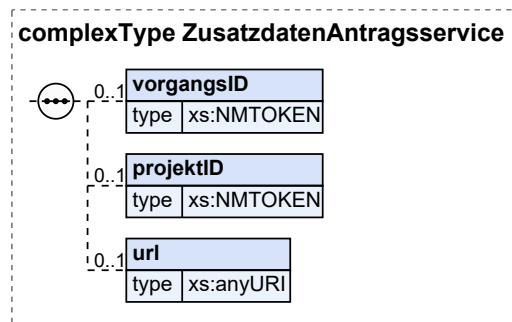 complexType ZusatzdatenAntragsservice
0..1 vorgangsID
type xs:NMTOKEN
0..1 projektID
type xs:NMTOKEN
0..1 url
type xs:anyURI